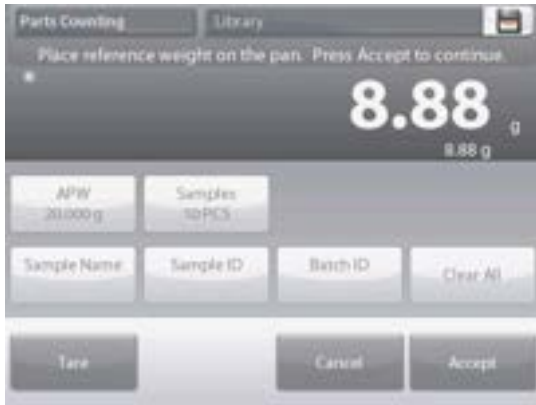 Parts Counting
Library
Place reference weight on the pan. Press Accept to continue.
8.88 g
8.88 g
APW
20.000 g
Samples
10 PCS
Sample Name
Sample ID
Batch ID
Clear All
Tare
Cancel
Accept